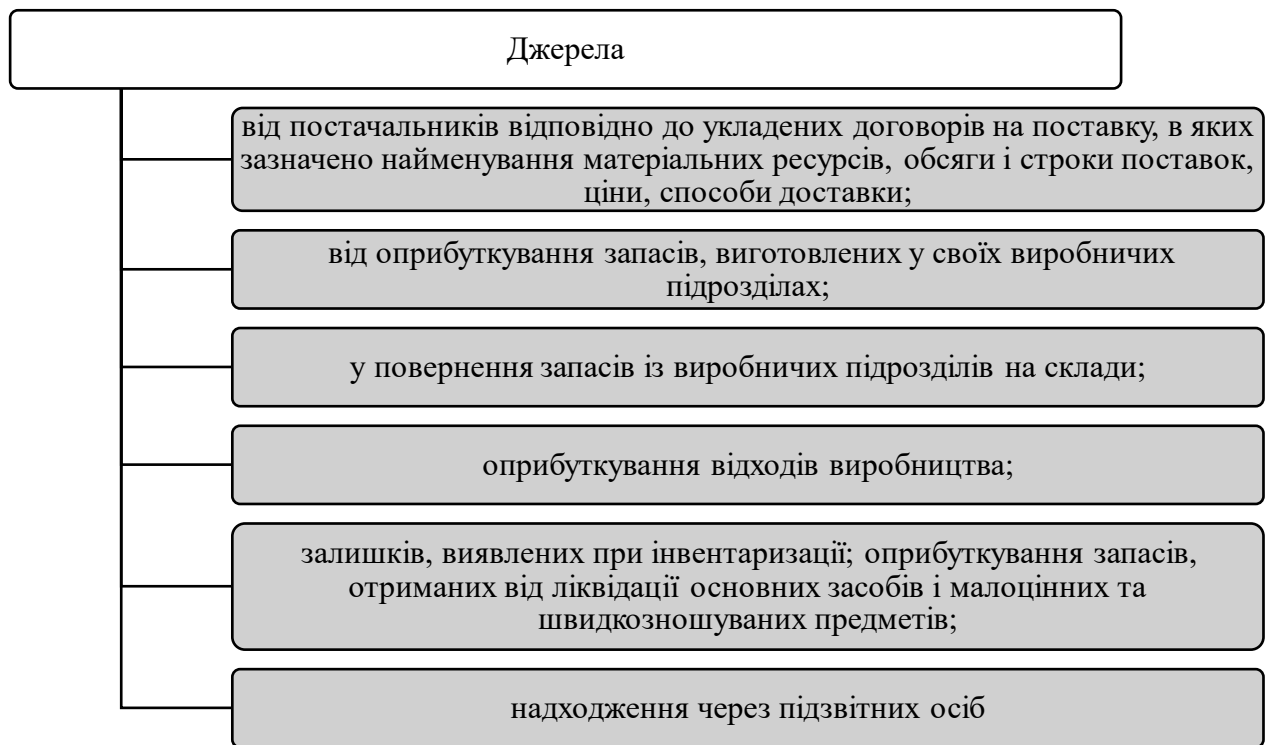 Джерела
від постачальників відповідно до укладених договорів на поставку, в яких
зазначено найменування матеріальних ресурсів, обсяги і строки поставок,
ціни, способи доставки;
від оприбуткування запасів, виготовлених у своїх виробничих
підрозділах;
у повернення запасів із виробничих підрозділів на склади;
оприбуткування відходів виробництва;
залишків, виявлених при інвентаризації; оприбуткування запасів,
отриманих від ліквідації основних засобів і малоцінних та
швидкозношуваних предметів;
надходження через підзвітних осіб